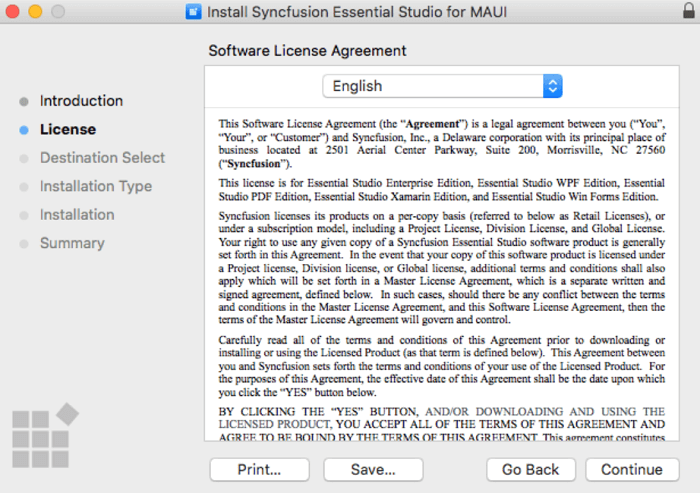 Install Syncfusion Essential Studio for MAUI
Software License Agreement
English
Introduction
License
Destination Select
Installation Type
Installation
Summary
This Software License Agreement (the “Agreement”) is a legal agreement between you (“You”,
“Your”, or “Customer”) and Syncfusion, Inc., a Delaware corporation with its principal place of
business located at 2501 Aerial Center Parkway, Suite 200, Morrisville, NC 27560
(“Syncfusion”).
This license is for Essential Studio Enterprise Edition, Essential Studio WPF Edition, Essential
Studio PDF Edition, Essential Studio Xamarin Edition, and Essential Studio Win Forms Edition.
Syncfusion licenses its products on a per-copy basis (referred to below as Retail Licenses), or
under a subscription model, including a Project License, Division License, and Global License.
Your right to use any given copy of a Syncfusion Essential Studio software product is generally
set forth in this Agreement. In the event that your copy of this software product is licensed under
a Project license, Division license, or Global license, additional terms and conditions shall also
apply which will be set forth in a Master License Agreement, which is a separate written and
signed agreement, defined below. In such cases, should there be any conflict between the terms
and conditions in the Master License Agreement, and this Software License Agreement, then the
terms of the Master License Agreement will govern and control.
Carefully read all of the terms and conditions of this Agreement prior to downloading or
installing or using the Licensed Product (as that term is defined below). This Agreement between
you and Syncfusion sets forth the terms and conditions of your use of the Licensed Product. For
the purposes of this Agreement, the effective date of this Agreement shall be the date upon which
you click the “YES” button below.
BY CLICKING THE “YES” BUTTON, AND/OR DOWNLOADING AND USING THE
LICENSED PRODUCT, YOU ACCEPT ALL OF THE TERMS OF THIS AGREEMENT AND
AGREE TO BE BOUND BY THE TERMS OF THIS AGREEMENT. This agreement constitutes
Print...
Save...
Go Back
Continue